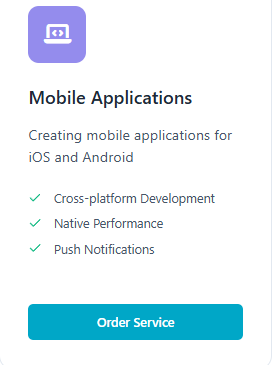 Mobile Applications
Creating mobile applications for
iOS and Android
Cross-platform Development
Native Performance
Push Notifications
Order Service